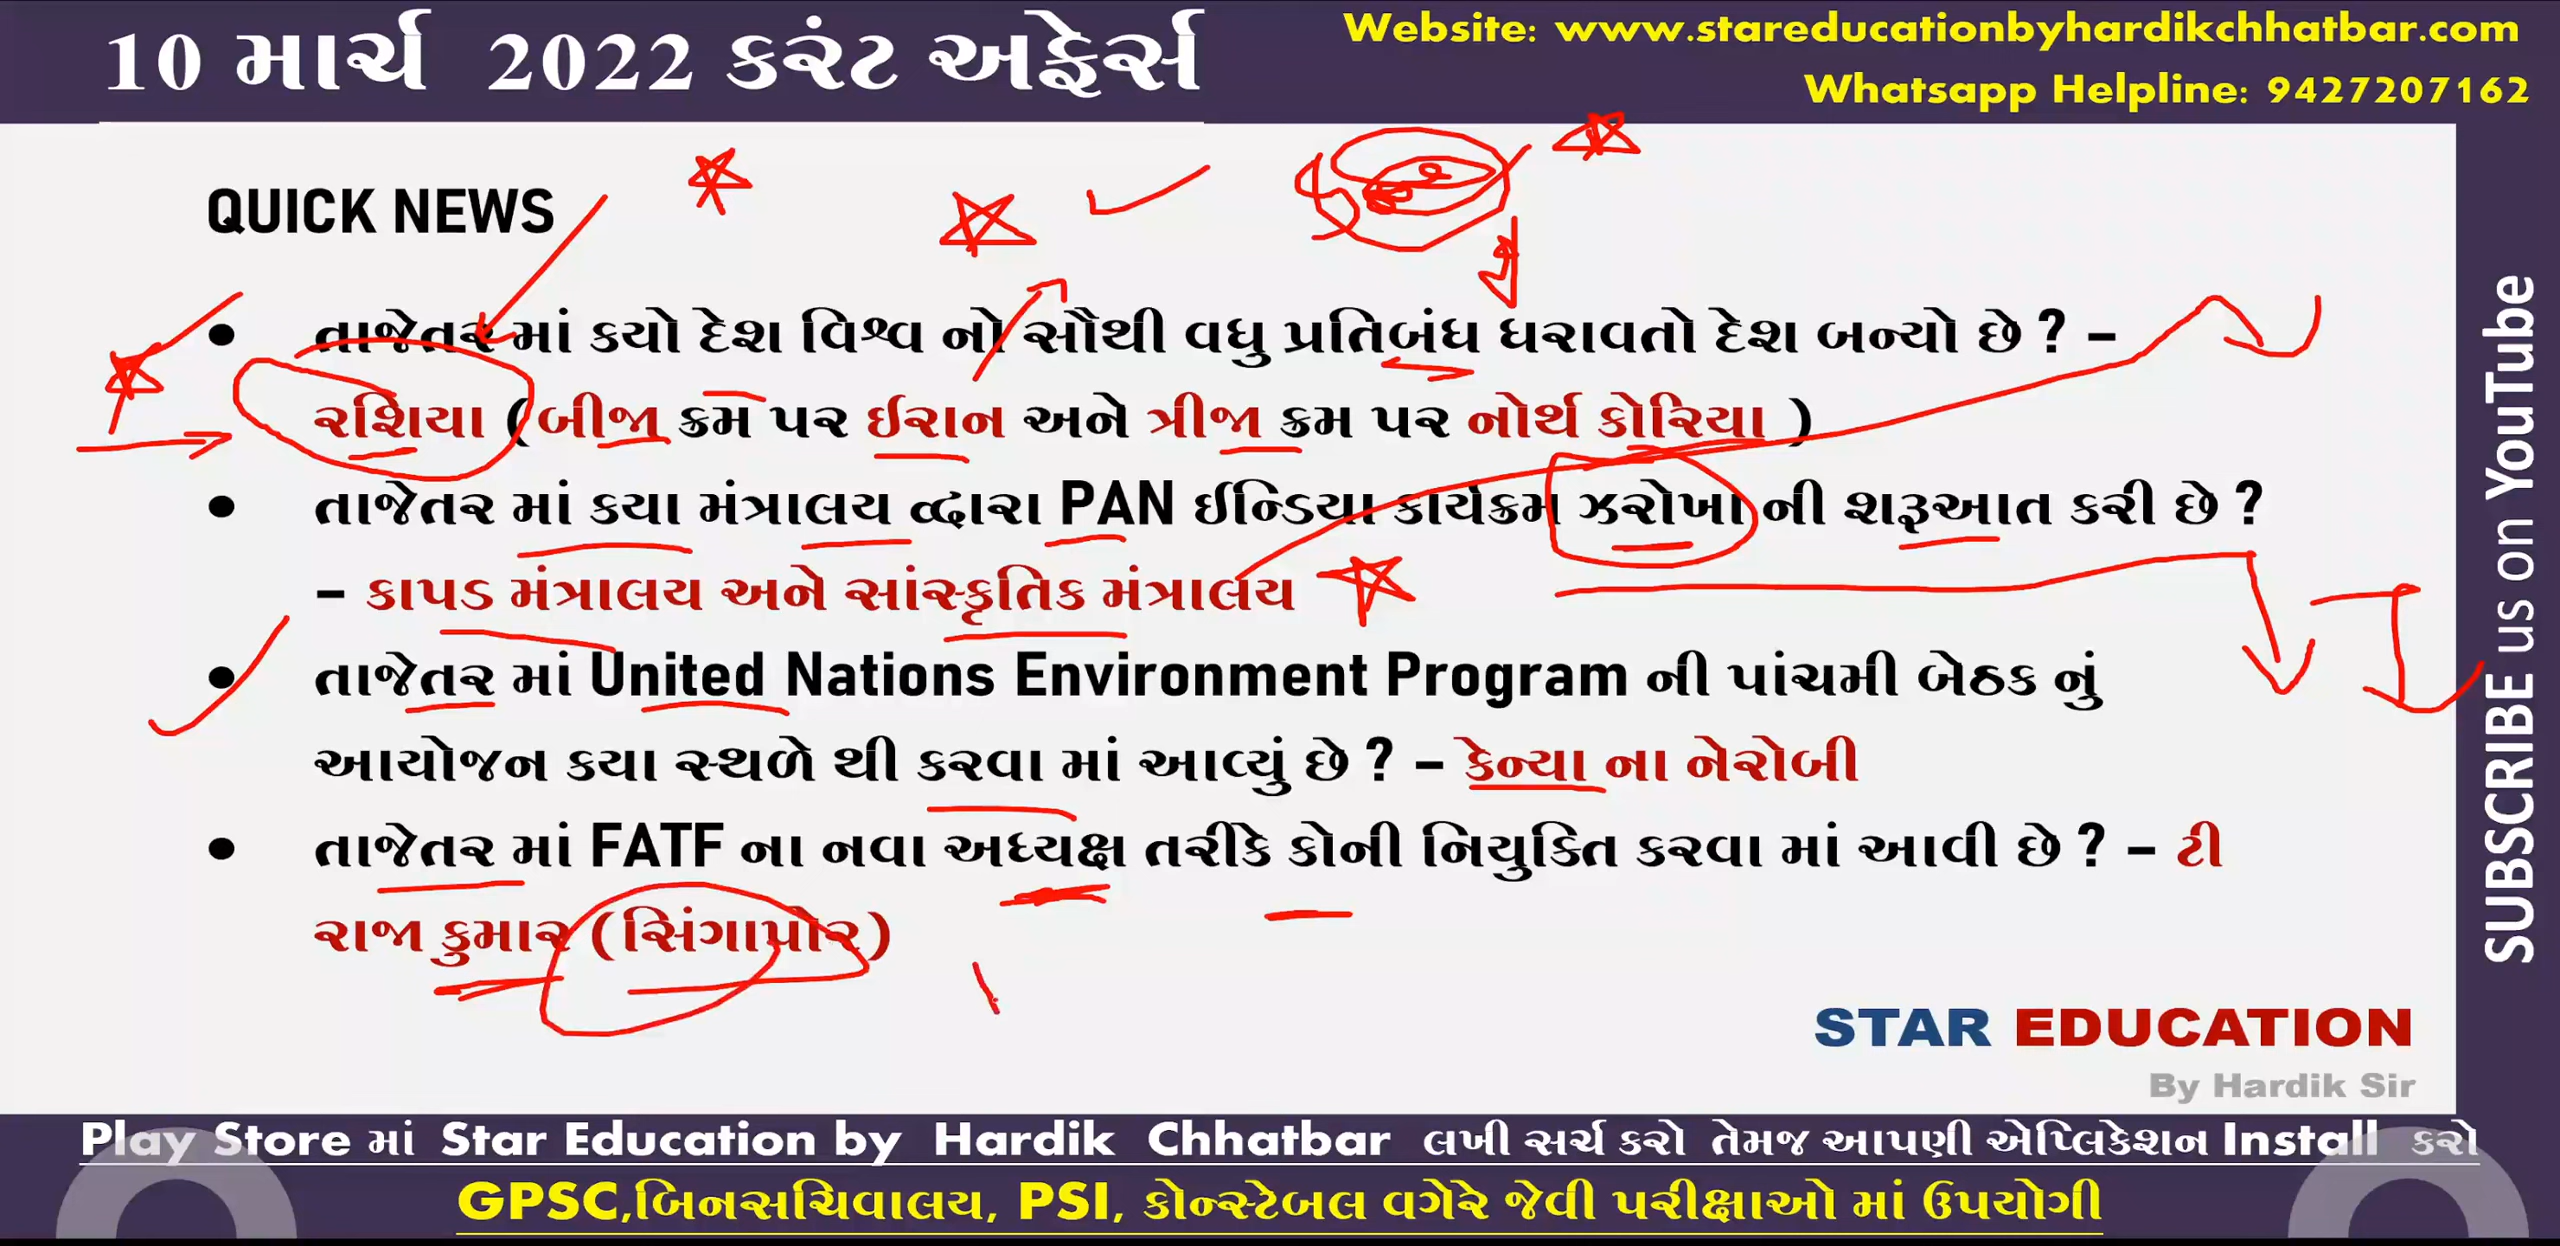 10 માર્ચ 2022 કરંટ અફેર્સ
Website: www.stareducationbyhardikchhatbar.com
Whatsapp Helpline: 9427207162
QUICK NEWS
• તાજેતર માં કયો દેશ વિશ્વ નો સૌથી વધુ પ્રતિબંધ ધરાવતો દેશ બન્યો છે ? –
રશિયા (બીજા ક્રમ પર ઈરાન અને ત્રીજા ક્રમ પર નોર્થ કોરિયા )
• તાજેતર માં કયા મંત્રાલય દ્વારા PAN ઈન્ડિયા કાર્યક્રમ ઝરોખા ની શરૂઆત કરી છે ?
– કાપડ મંત્રાલય અને સાંસ્કૃતિક મંત્રાલય
• તાજેતર માં United Nations Environment Program ની પાંચમી બેઠક નું
આયોજન કયા સ્થળે થી કરવા માં આવ્યું છે ? – કેન્યા ના નેરોબી
• તાજેતર માં FATF ના નવા અધ્યક્ષ તરીકે કોની નિયુક્તિ કરવા માં આવી છે ? – ટી
રાજા કુમાર (સિંગાપોર)
STAR EDUCATION
By Hardik Sir
SUBSCRIBE us on YouTube
Play Store માં Star Education by Hardik Chhatbar લખી સર્ચ કરો તેમજ આપણી એપ્લિકેશન Install કરો
GPSC,બિનસચિવાલય, PSI, કોન્સ્ટેબલ વગેરે જેવી પરીક્ષાઓ માં ઉપયોગી